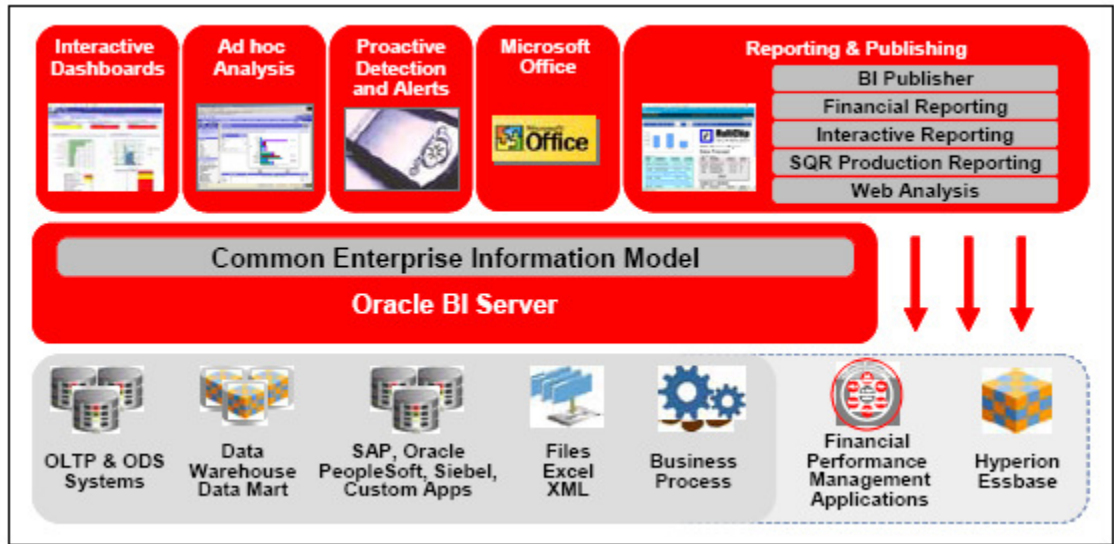 Interactive
Dashboards
Ad hoc
Analysis
Proactive
Detection
and Alerts
Microsoft
Office
Microsoft
Office
Reporting & Publishing
BI Publisher
Financial Reporting
Interactive Reporting
SQR Production Reporting
Web Analysis
Common Enterprise Information Model
Oracle BI Server
OLTP & ODS
Systems
Data
Warehouse
Data Mart
SAP, Oracle
PeopleSoft, Siebel,
Custom Apps
Files
Excel
XML
Business
Process
Financial
Performance
Management
Applications
Hyperion
Essbase